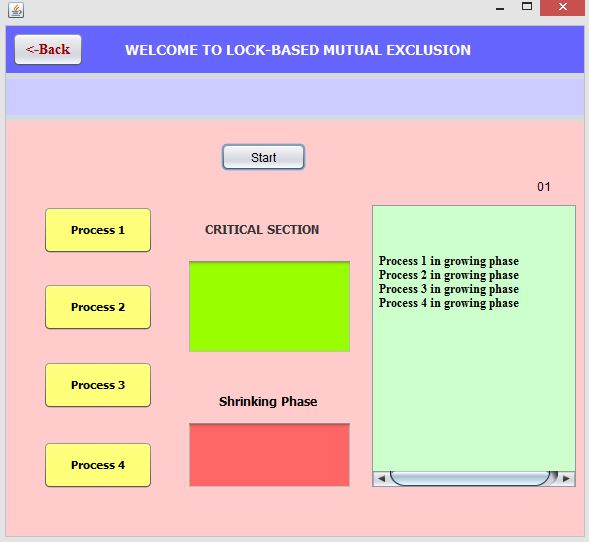 <-Back
WELCOME TO LOCK-BASED MUTUAL EXCLUSION
Start
01
Process 1
Process 2
Process 3
Process 4
CRITICAL SECTION
Shrinking Phase
Process 1 in growing phase
Process 2 in growing phase
Process 3 in growing phase
Process 4 in growing phase